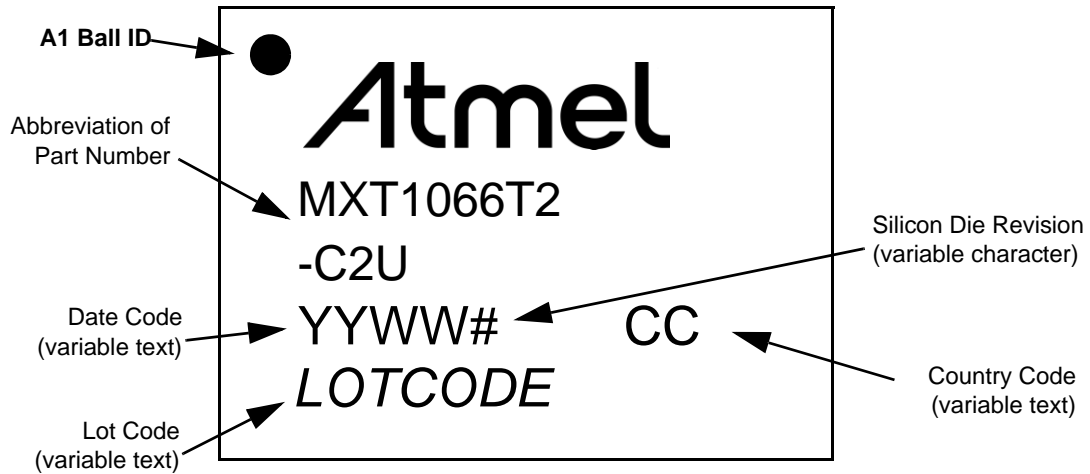 A1 Ball ID
Atmel
Abbreviation of
Part Number
MXT1066T2
-C2U
Silicon Die Revision
(variable character)
Date Code
(variable text)
YYWW#
CC
Country Code
(variable text)
LOTCODE
Lot Code
(variable text)